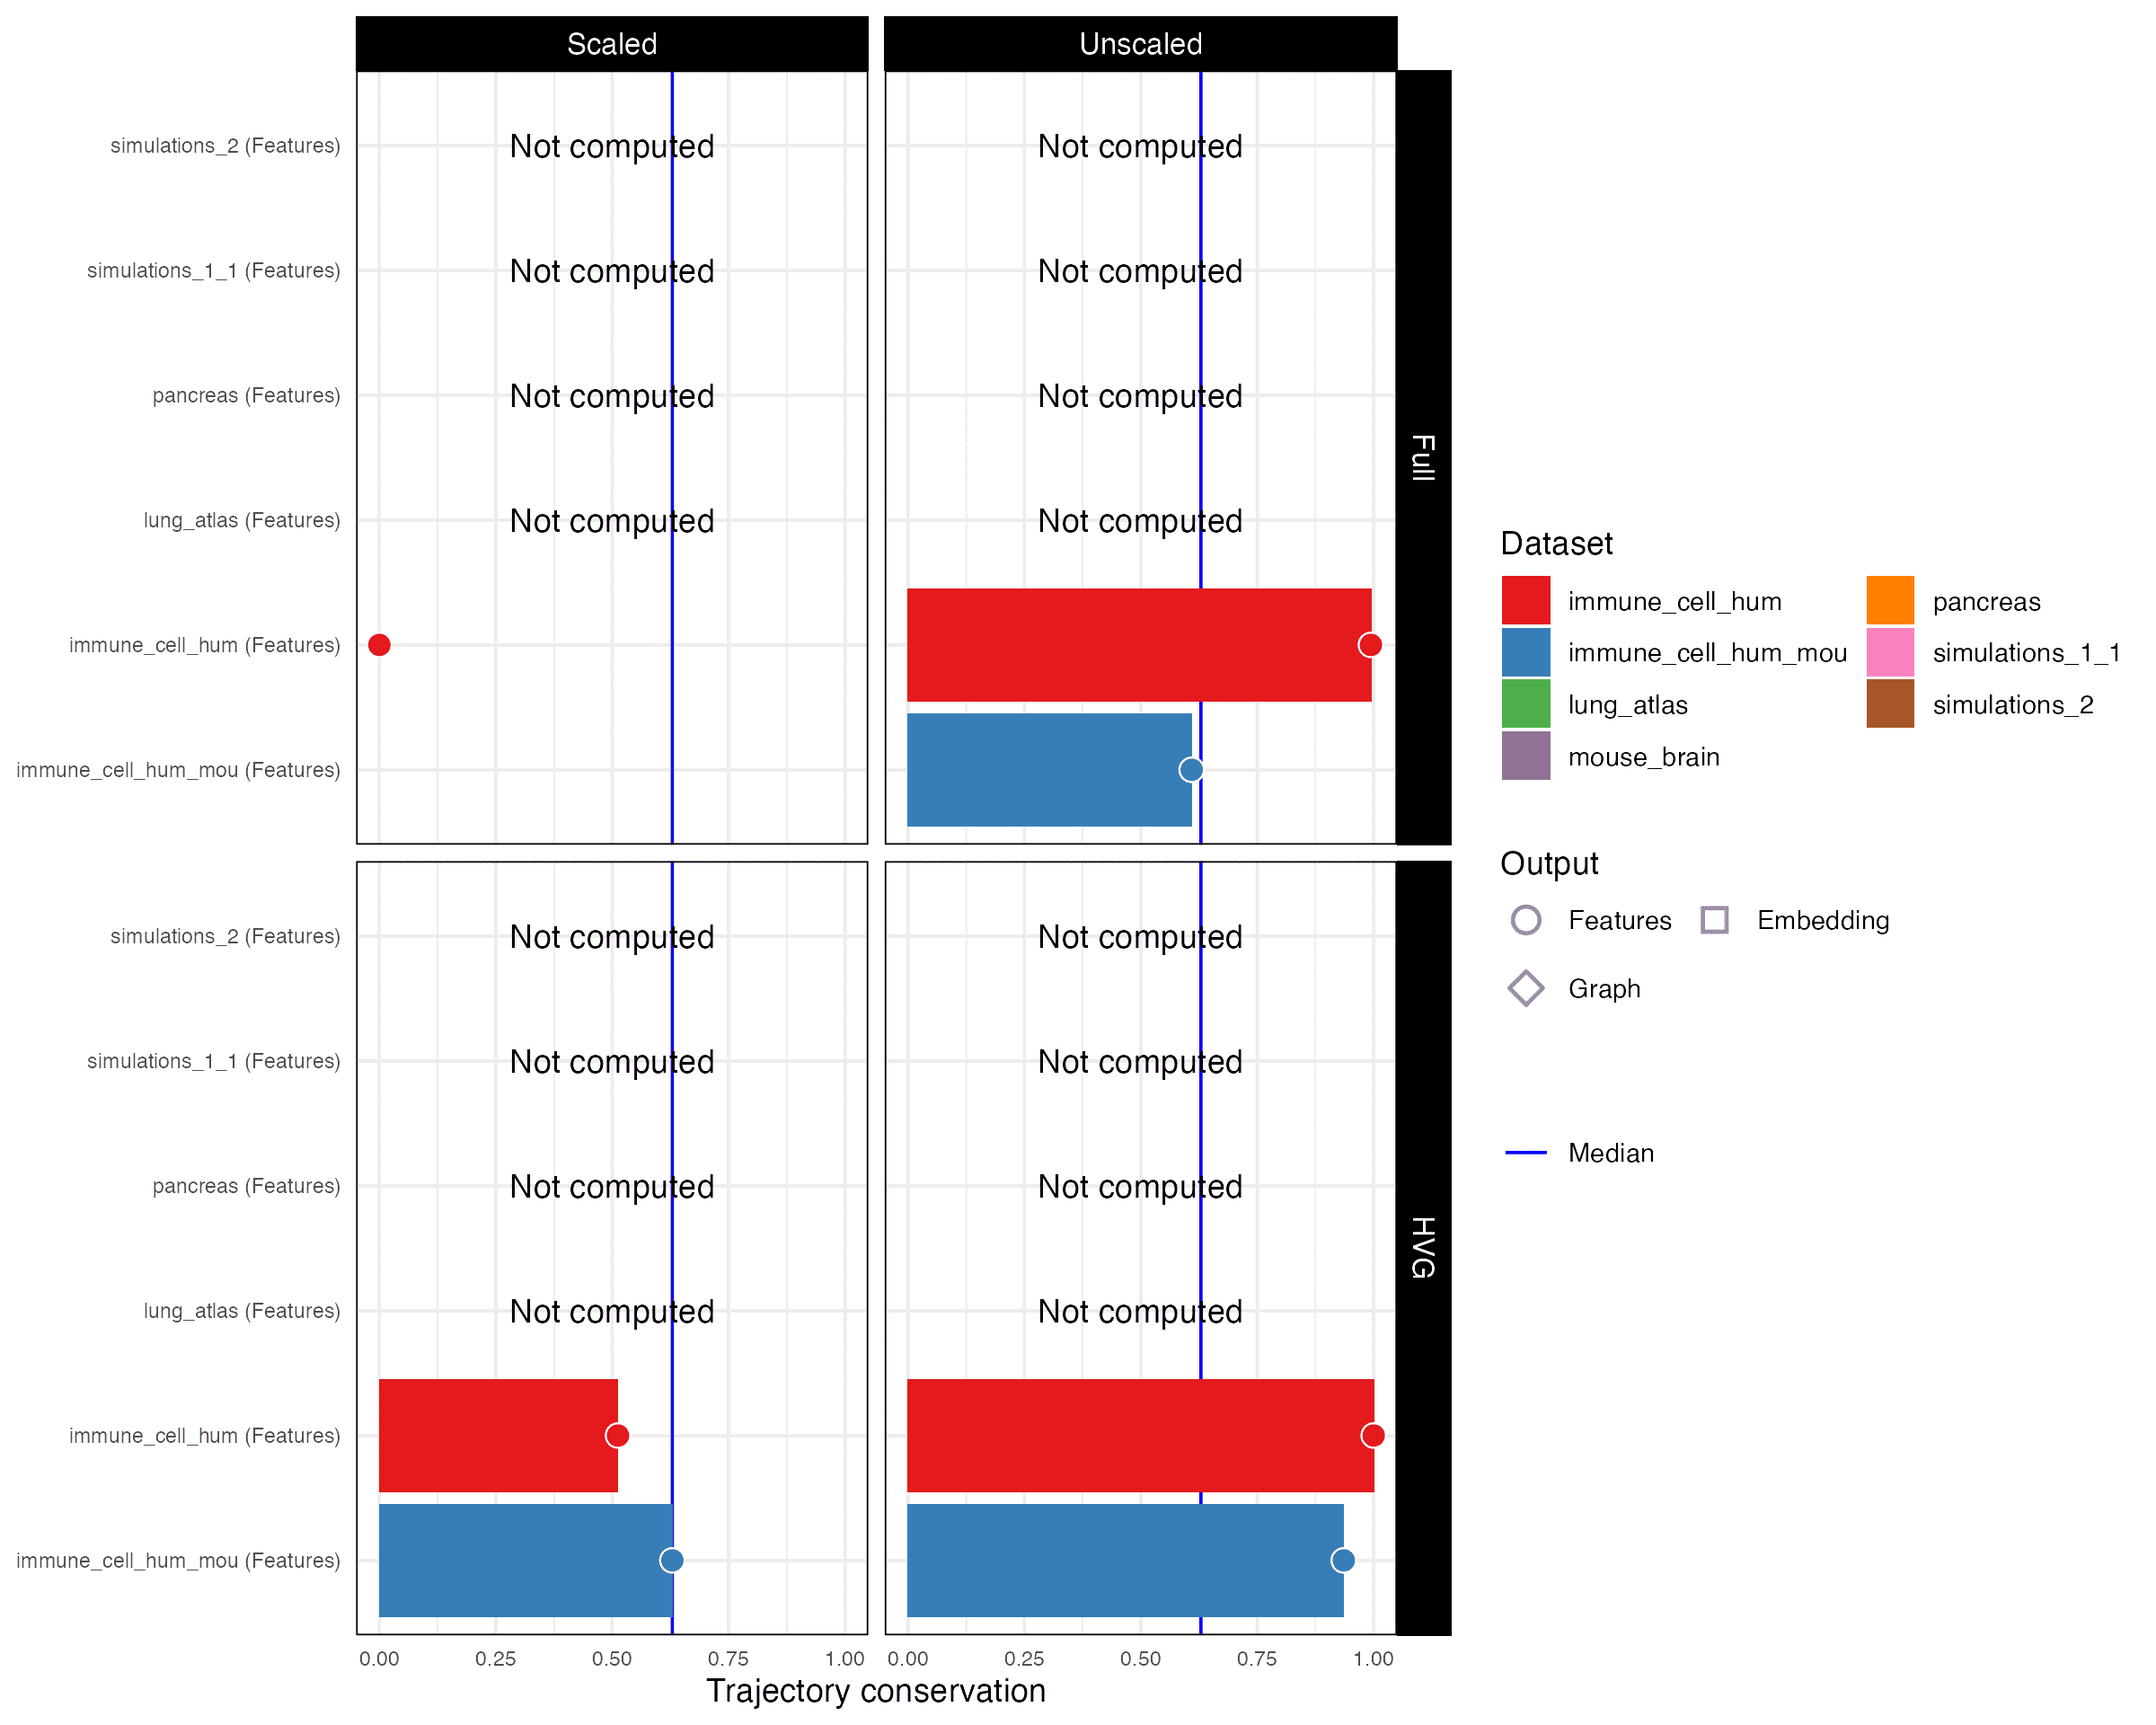 Scaled
Unscaled
simulations_2 (Features)
Not computed
Not computed
simulations_1_1 (Features)
Not computed
Not computed
pancreas (Features)
Not computed
Not computed
lung_atlas (Features)
Not computed
Not computed
immune_cell_hum (Features)
immune_cell_hum_mou (Features)
Full
simulations_2 (Features)
Not computed
Not computed
simulations_1_1 (Features)
Not computed
Not computed
pancreas (Features)
Not computed
Not computed
lung_atlas (Features)
Not computed
Not computed
immune_cell_hum (Features)
immune_cell_hum_mou (Features)
HVG
0.00 0.25 0.50 0.75 1.00
0.00 0.25 0.50 0.75 1.00
Trajectory conservation
Dataset
immune_cell_hum
immune_cell_hum_mou
lung_atlas
mouse_brain
pancreas
simulations_1_1
simulations_2
Output
Features
Embedding
Graph
Median